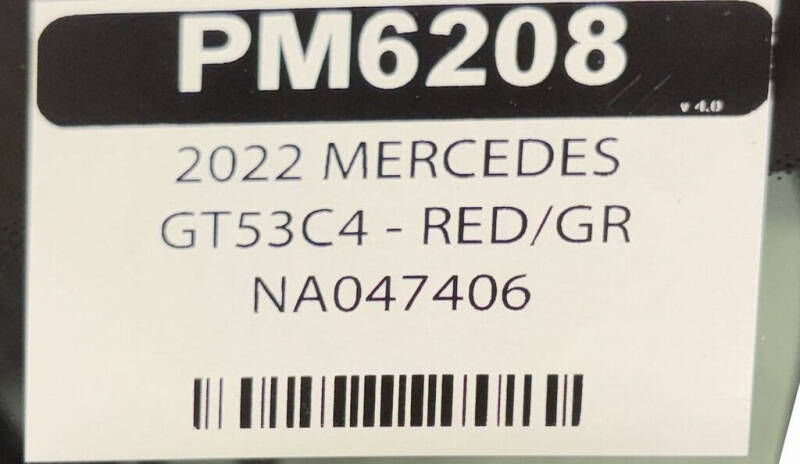 PM6208
v 4.0
2022 MERCEDES
GT53C4 - RED/GR
NA047406